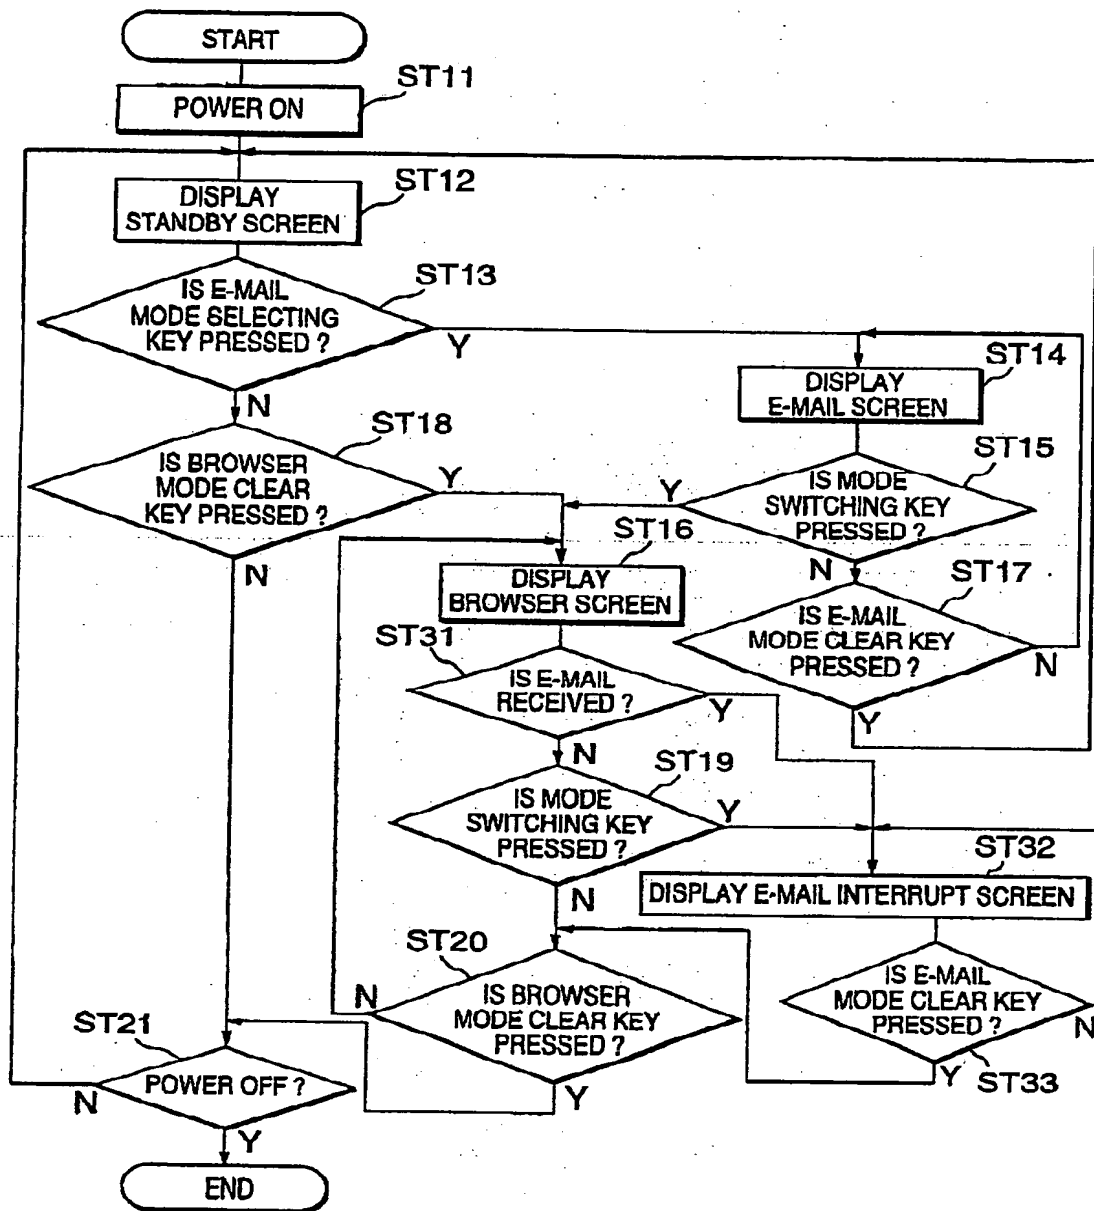 START
ST11
POWER ON
ST12
DISPLAY
STANDBY SCREEN
ST13
IS E-MAIL
MODE SELECTING
KEY PRESSED ?
Y
N
ST14
DISPLAY
E-MAIL SCREEN
ST18
IS BROWSER
MODE CLEAR
KEY PRESSED ?
Y
N
ST15
IS MODE
SWITCHING KEY
PRESSED ?
Y
N
ST16
DISPLAY
BROWSER SCREEN
ST17
IS E-MAIL
MODE CLEAR KEY
PRESSED ?
N
Y
ST31
IS E-MAIL
RECEIVED ?
Y
N
ST19
IS MODE
SWITCHING KEY
PRESSED ?
Y
N
ST32
DISPLAY E-MAIL INTERRUPT SCREEN
ST20
IS BROWSER
MODE CLEAR KEY
PRESSED ?
N
Y
IS E-MAIL
MODE CLEAR KEY
PRESSED ?
N
Y
ST33
ST21
POWER OFF ?
N
Y
END